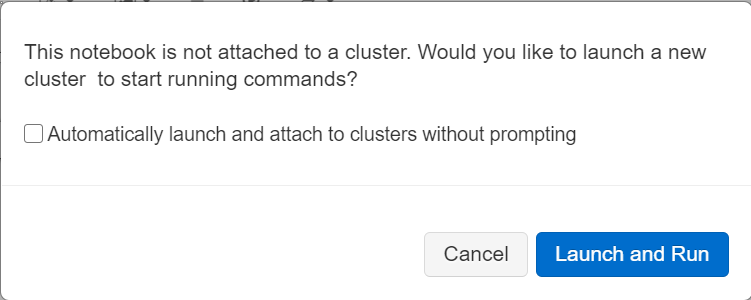 This notebook is not attached to a cluster. Would you like to launch a new
cluster  to start running commands?
Automatically launch and attach to clusters without prompting
Cancel
Launch and Run